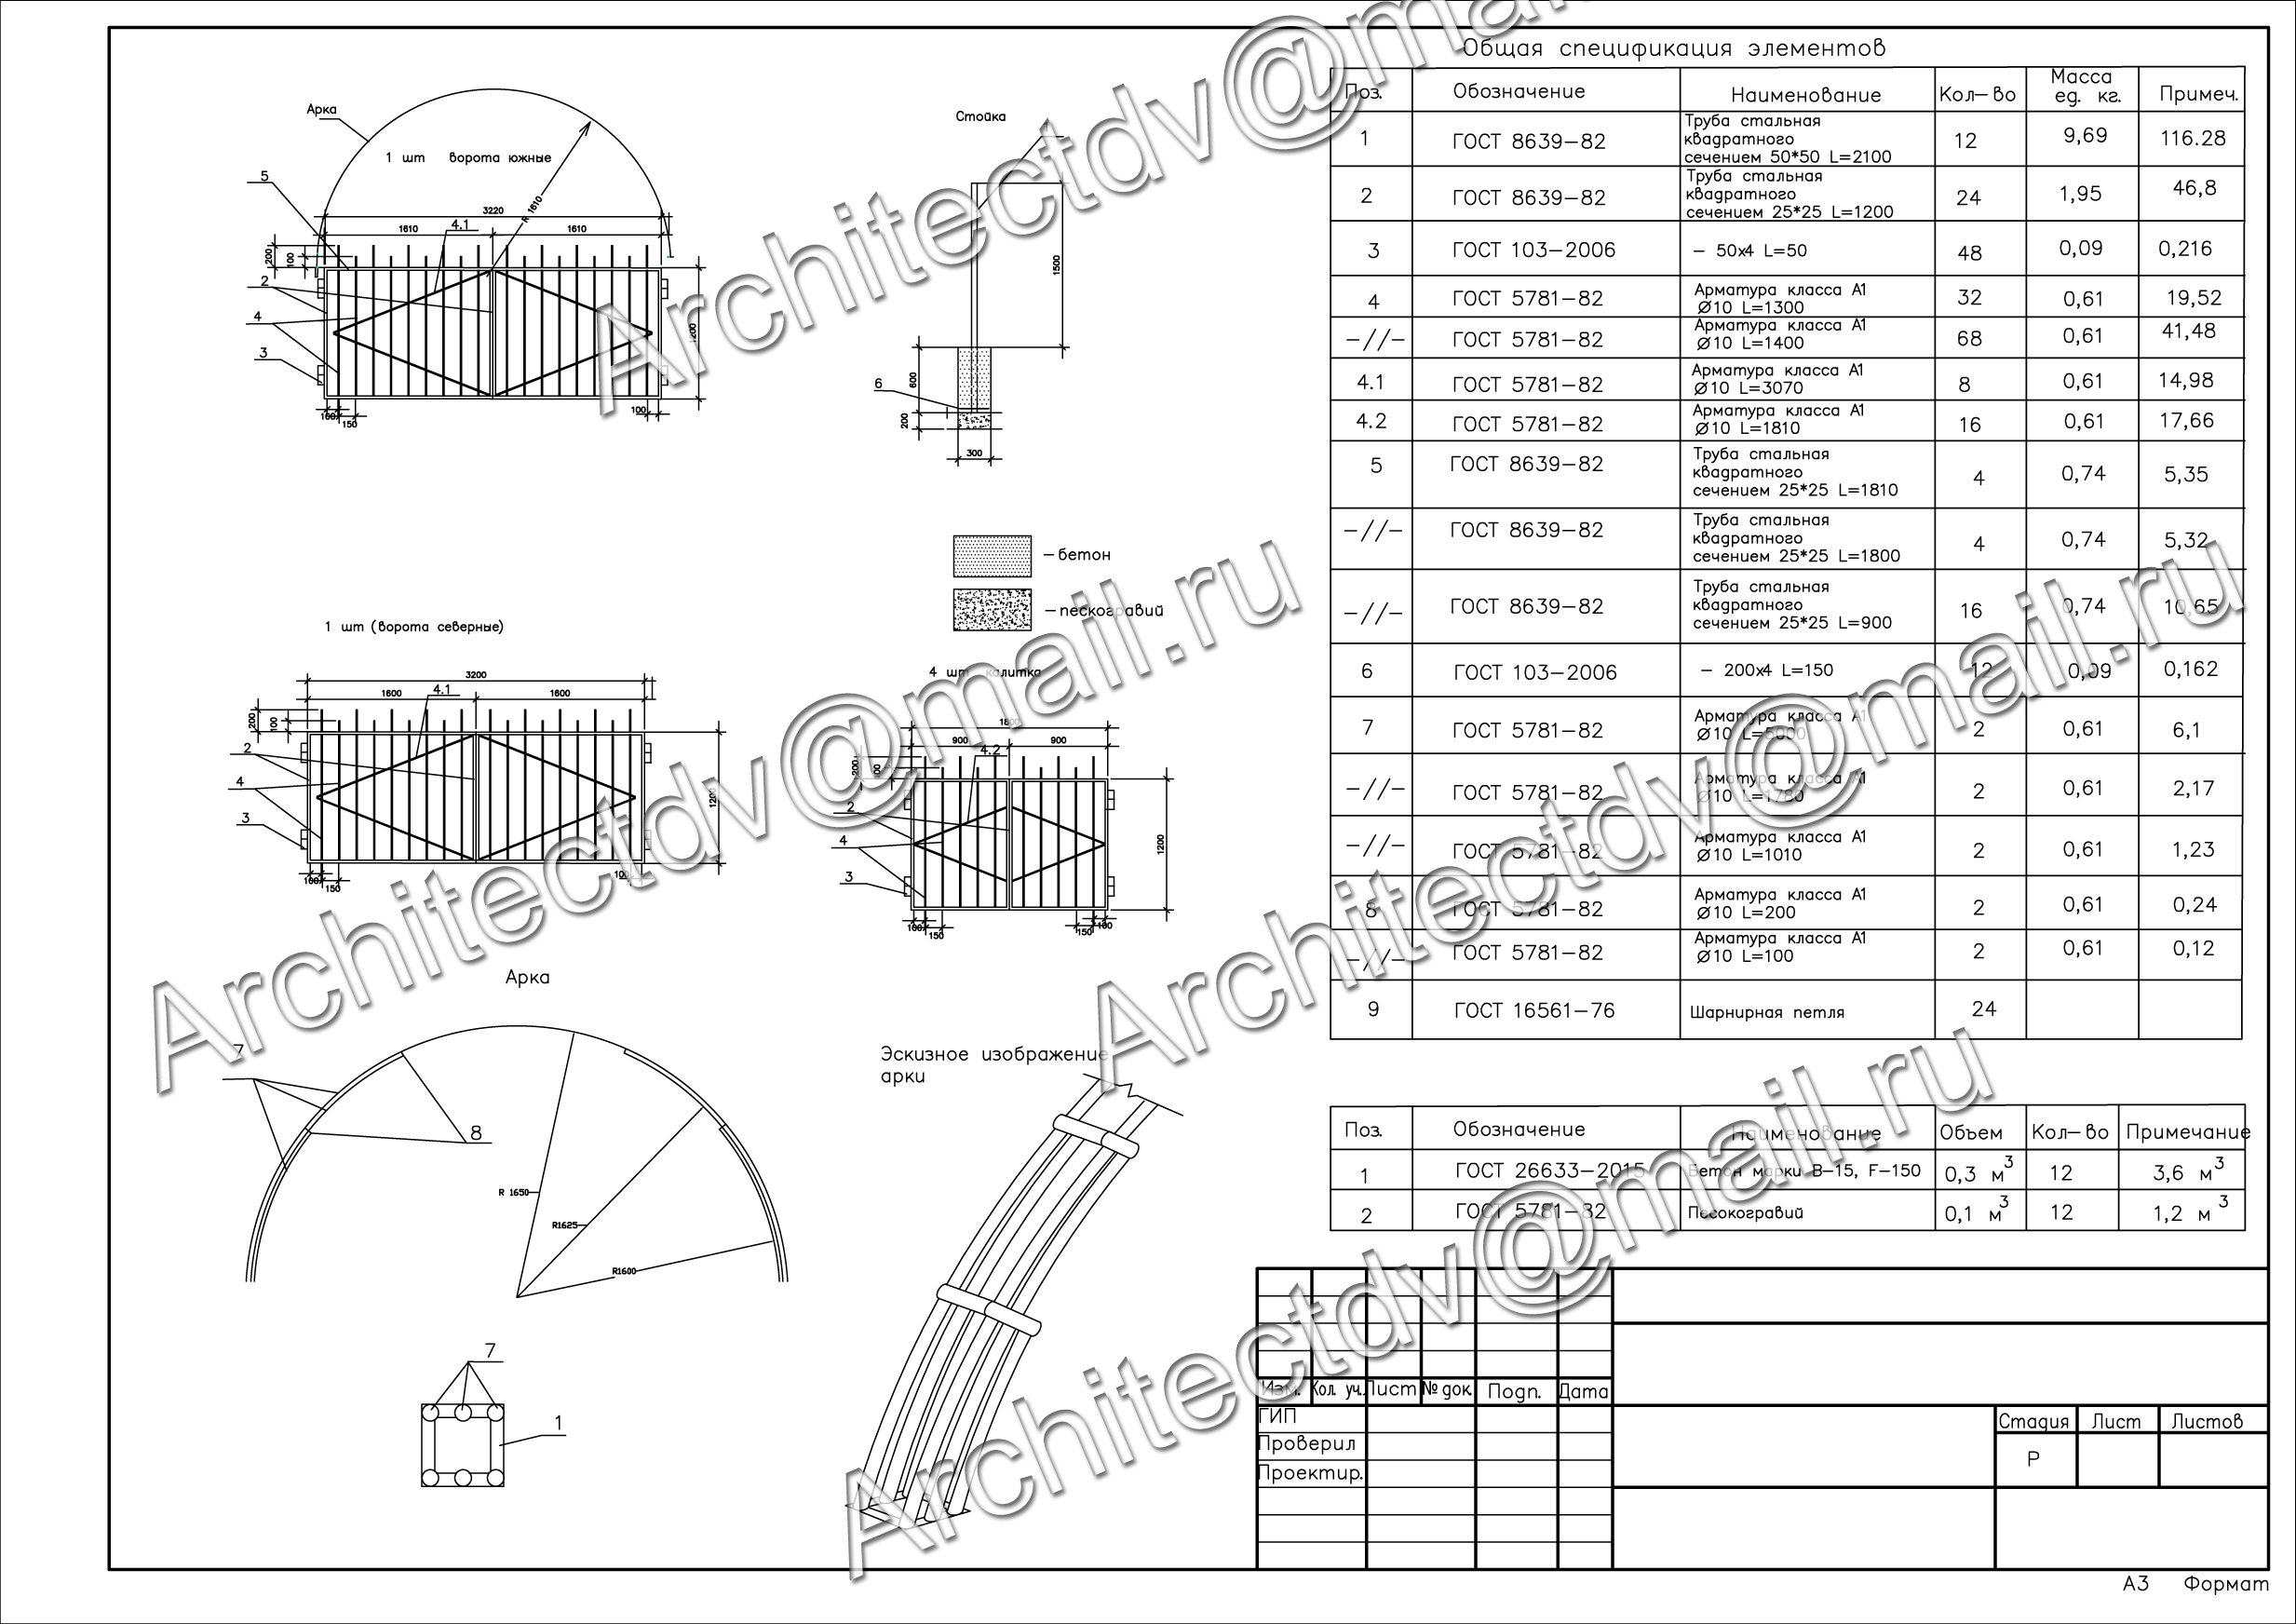 Арка
1 шт ворота южные
5
R 1610
3220
1610 4.1 1610
200 100
2
4
3
1200
100 150 100
Стойка
1500
600
6
200
300
–бетон
–пескогравий
1 шт (ворота северные)
3200
1600 4.1 1600
200 100
2
4
3
1200
100 150 100
4 шт калитка
1800
900 4.2 900
200 100
2
4
3
1200
100 150 150 100
Арка
7
8
R 1650
R1625
R1600
Эскизное изображение
арки
7
1
Общая спецификация элементов
Поз. Обозначение Наименование Кол–во Масса ед. кг. Примеч.
1 ГОСТ 8639–82 Труба стальная квадратного сечением 50*50 L=2100 12 9,69 116.28
2 ГОСТ 8639–82 Труба стальная квадратного сечением 25*25 L=1200 24 1,95 46,8
3 ГОСТ 103–2006 – 50х4 L=50 48 0,09 0,216
4 ГОСТ 5781–82 Арматура класса А1 Ø10 L=1300 32 0,61 19,52
–//– ГОСТ 5781–82 Арматура класса А1 Ø10 L=1400 68 0,61 41,48
4.1 ГОСТ 5781–82 Арматура класса А1 Ø10 L=3070 8 0,61 14,98
4.2 ГОСТ 5781–82 Арматура класса А1 Ø10 L=1810 16 0,61 17,66
5 ГОСТ 8639–82 Труба стальная квадратного сечением 25*25 L=1810 4 0,74 5,35
–//– ГОСТ 8639–82 Труба стальная квадратного сечением 25*25 L=1800 4 0,74 5,32
–//– ГОСТ 8639–82 Труба стальная квадратного сечением 25*25 L=900 16 0,74 10,65
6 ГОСТ 103–2006 – 200х4 L=150 12 0,09 0,162
7 ГОСТ 5781–82 Арматура класса А1 Ø10 L=5000 2 0,61 6,1
–//– ГОСТ 5781–82 Арматура класса А1 Ø10 L=1780 2 0,61 2,17
–//– ГОСТ 5781–82 Арматура класса А1 Ø10 L=1010 2 0,61 1,23
8 ГОСТ 5781–82 Арматура класса А1 Ø10 L=200 2 0,61 0,24
–//– ГОСТ 5781–82 Арматура класса А1 Ø10 L=100 2 0,61 0,12
9 ГОСТ 16561–76 Шарнирная петля 24
Поз. Обозначение Наименование Объем Кол–во Примечание
1 ГОСТ 26633–2015 Бетон марки В–15, F–150 0,3 м³ 12 3,6 м³
2 ГОСТ 5781–82 Песокогравий 0,1 м³ 12 1,2 м³
Изм. Кол. уч. Лист № док. Подп. Дата
ГИП
Проверил
Проектир.
Стадия Лист Листов
Р
А3 Формат
Architectdv@mail.ru
Architectdv@mail.ru
Architectdv@mail.ru
Architectdv@mail.ru